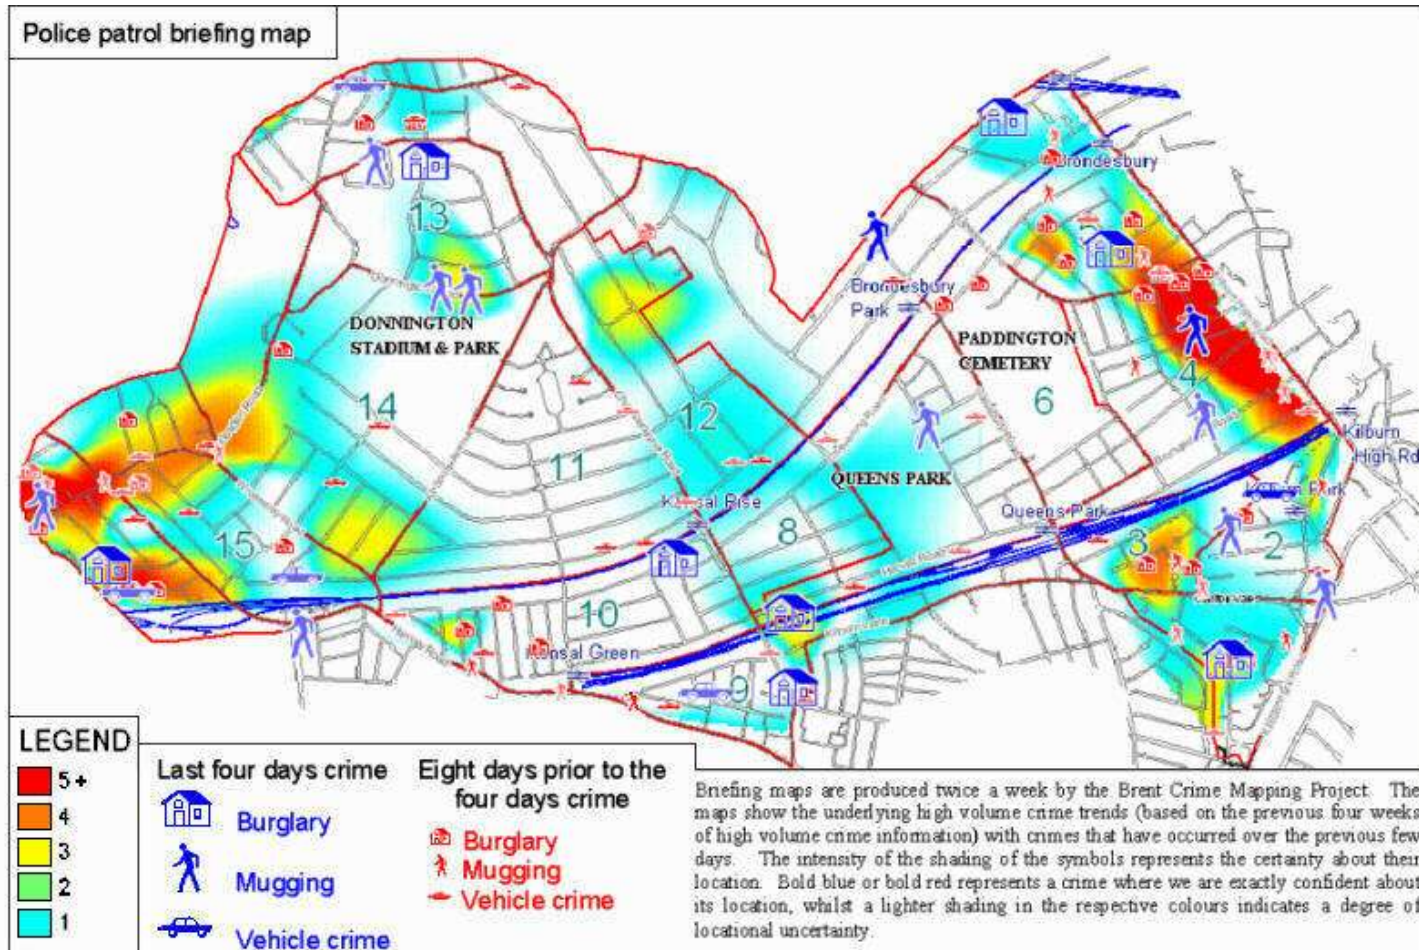 Police patrol briefing map
Brondesbury
13
Brondesbury
Park
DONNINGTON
STADIUM & PARK
PADDINGTON
CEMETERY
4
14
12
6
Kilburn
High Rd
11
QUEENS PARK
Kensal Rise
Queens Park
Kilburn Park
15
8
3
2
10
Kensal Green
9
LEGEND
5+
4
3
2
1
Last four days crime
Burglary
Mugging
Vehicle crime
Eight days prior to the
four days crime
Burglary
Mugging
Vehicle crime
Briefing maps are produced twice a week by the Brent Crime Mapping Project. The
maps show the underlying high volume crime trends (based on the previous four weeks
of high volume crime information) with crimes that have occurred over the previous few
days. The intensity of the shading of the symbols represents the certainty about their
location. Bold blue or bold red represents a crime where we are exactly confident about
its location, whilst a lighter shading in the respective colours indicates a degree of
locational uncertainty.